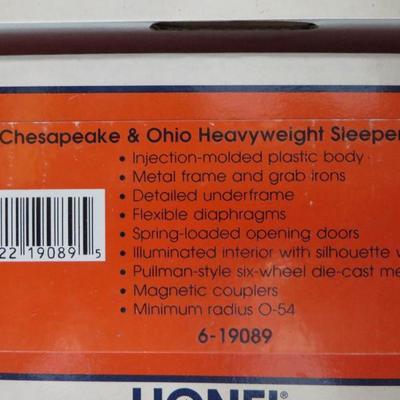 Chesapeake & Ohio Heavyweight Sleeper
• Injection-molded plastic body
• Metal frame and grab irons
• Detailed underframe
• Flexible diaphragms
• Spring-loaded opening doors
• Illuminated interior with silhouette
• Pullman-style six-wheel die-cast
• Magnetic couplers
• Minimum radius O-54
22 19089 5
6-19089
LIONEL®